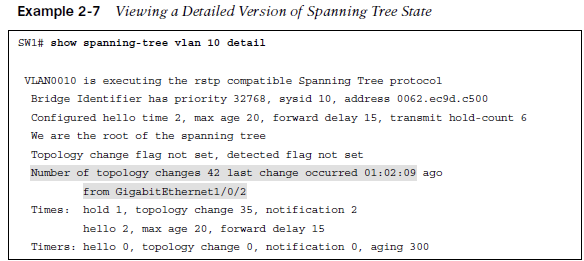 Example 2-7 Viewing a Detailed Version of Spanning Tree State
SW1# show spanning-tree vlan 10 detail
VLAN0010 is executing the rstp compatible Spanning Tree protocol
Bridge Identifier has priority 32768, sysid 10, address 0062.ec9d.c500
Configured hello time 2, max age 20, forward delay 15, transmit hold-count 6
We are the root of the spanning tree
Topology change flag not set, detected flag not set
Number of topology changes 42 last change occurred 01:02:09 ago
from GigabitEthernet1/0/2
Times: hold 1, topology change 35, notification 2
hello 2, max age 20, forward delay 15
Timers: hello 0, topology change 0, notification 0, aging 300